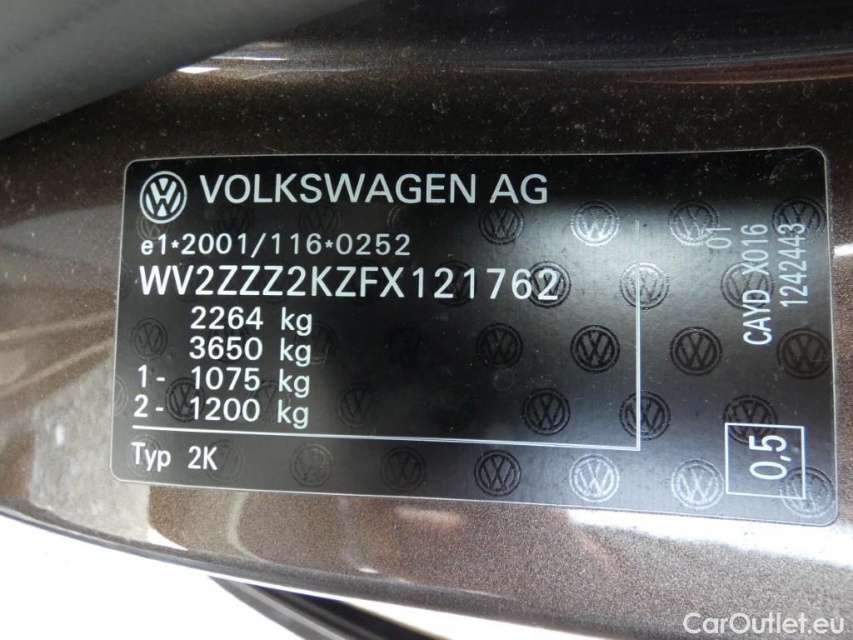 VOLKSWAGEN AG
e1*2001/116*0252
WV2ZZZ2KZFX121762
2264 kg
3650 kg
1- 1075 kg
2- 1200 kg
Typ 2K
01
CAYD X016
1242443
0,5
CarOutlet.eu